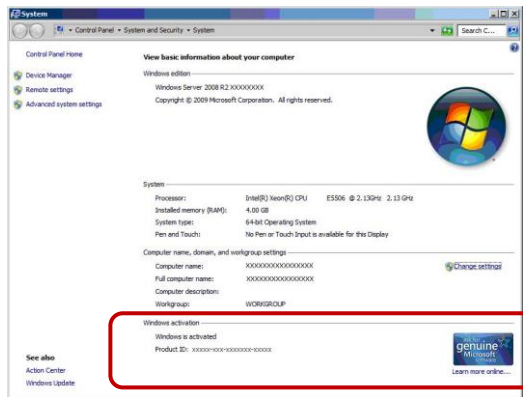 System
Control Panel ▸ System and Security ▸ System
Search C...
Control Panel Home
Device Manager
Remote settings
Advanced system settings
See also
Action Center
Windows Update
View basic information about your computer
Windows edition
Windows Server 2008 R2 XXXXXXXX
Copyright © 2009 Microsoft Corporation. All rights reserved.
System
Processor: Intel(R) Xeon(R) CPU E5506 @ 2.13GHz 2.13 GHz
Installed memory (RAM): 4.00 GB
System type: 64-bit Operating System
Pen and Touch: No Pen or Touch Input is available for this Display
Computer name, domain, and workgroup settings
Computer name: XXXXXXXXXXXXXXXX
Change settings
Full computer name: XXXXXXXXXXXXXXXX
Computer description:
Workgroup: WORKGROUP
Windows activation
Windows is activated
Product ID: xxxxx-xxx-xxxxxxx-xxxxx
ask for
genuine
Microsoft
software
Learn more online...